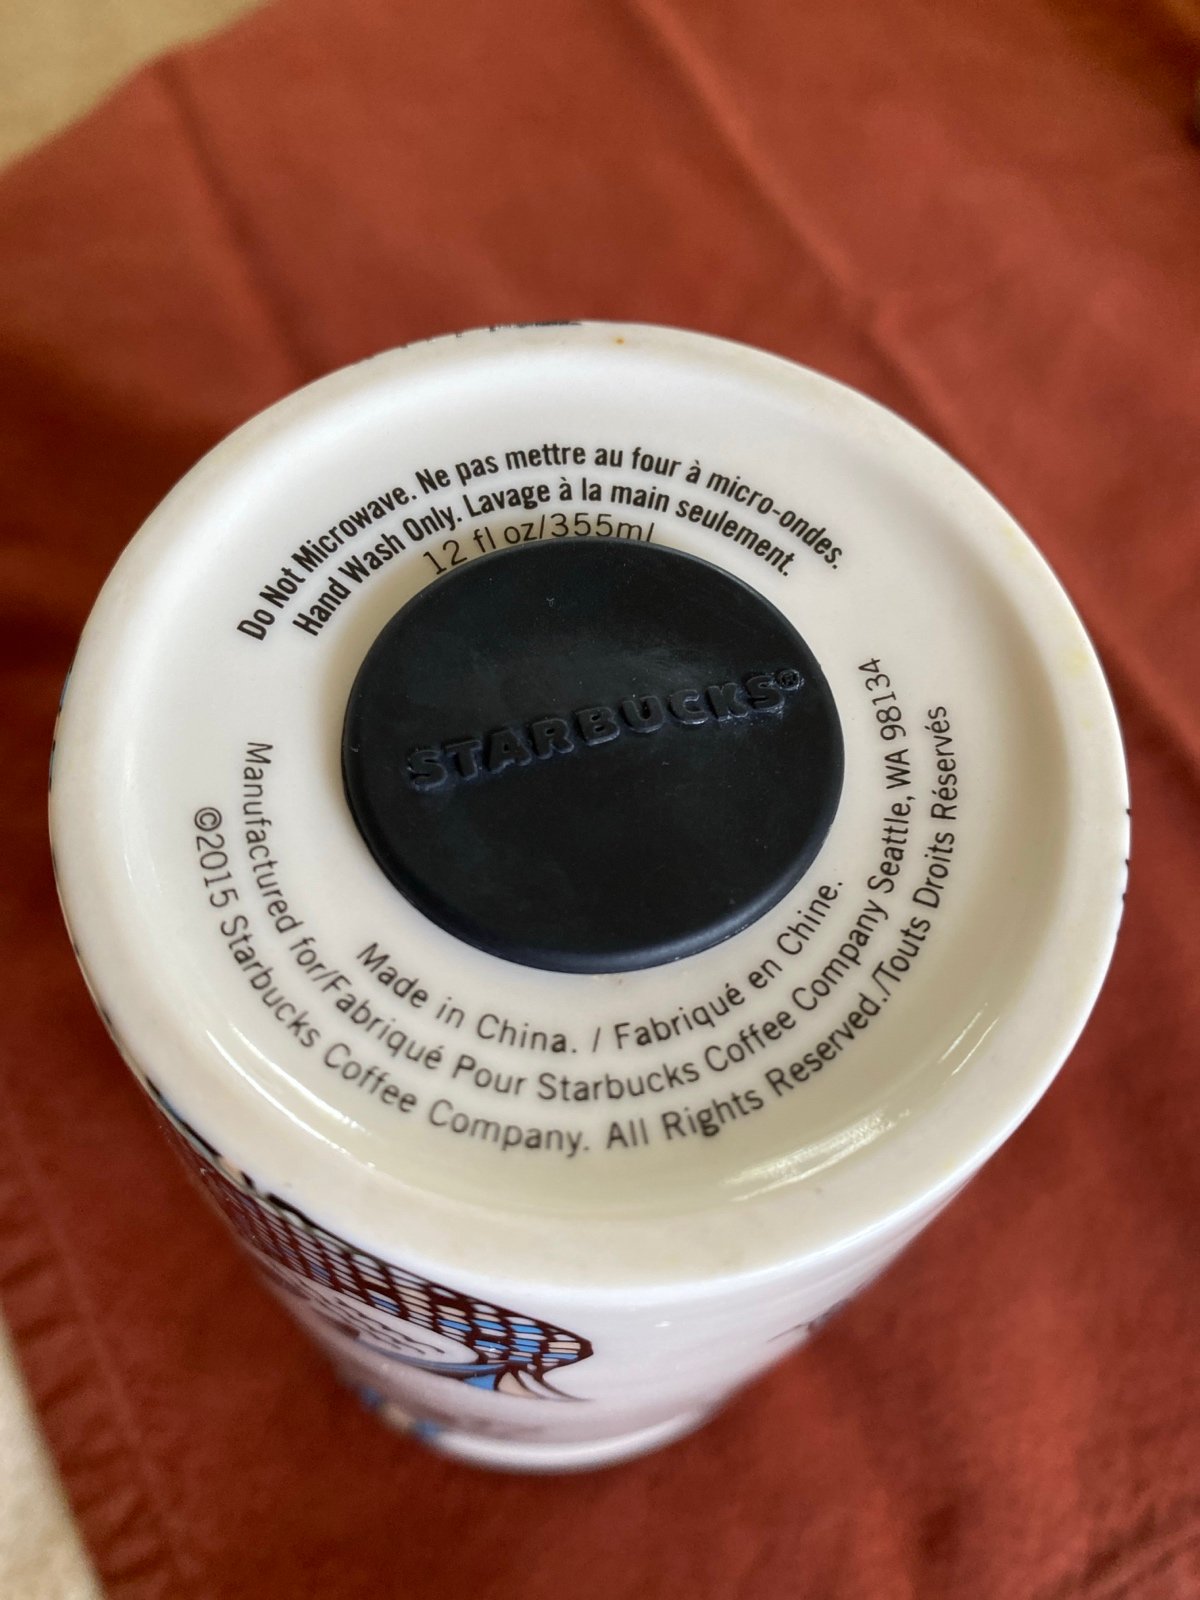 Do Not Microwave. Ne pas mettre au four à micro-ondes.
Hand Wash Only. Lavage à la main seulement.
12 fl oz/355ml
STARBUCKS®
Made in China. / Fabriqué en Chine.
Manufactured for/Fabriqué Pour Starbucks Coffee Company Seattle, WA 98134
©2015 Starbucks Coffee Company. All Rights Reserved./Touts Droits Réservés